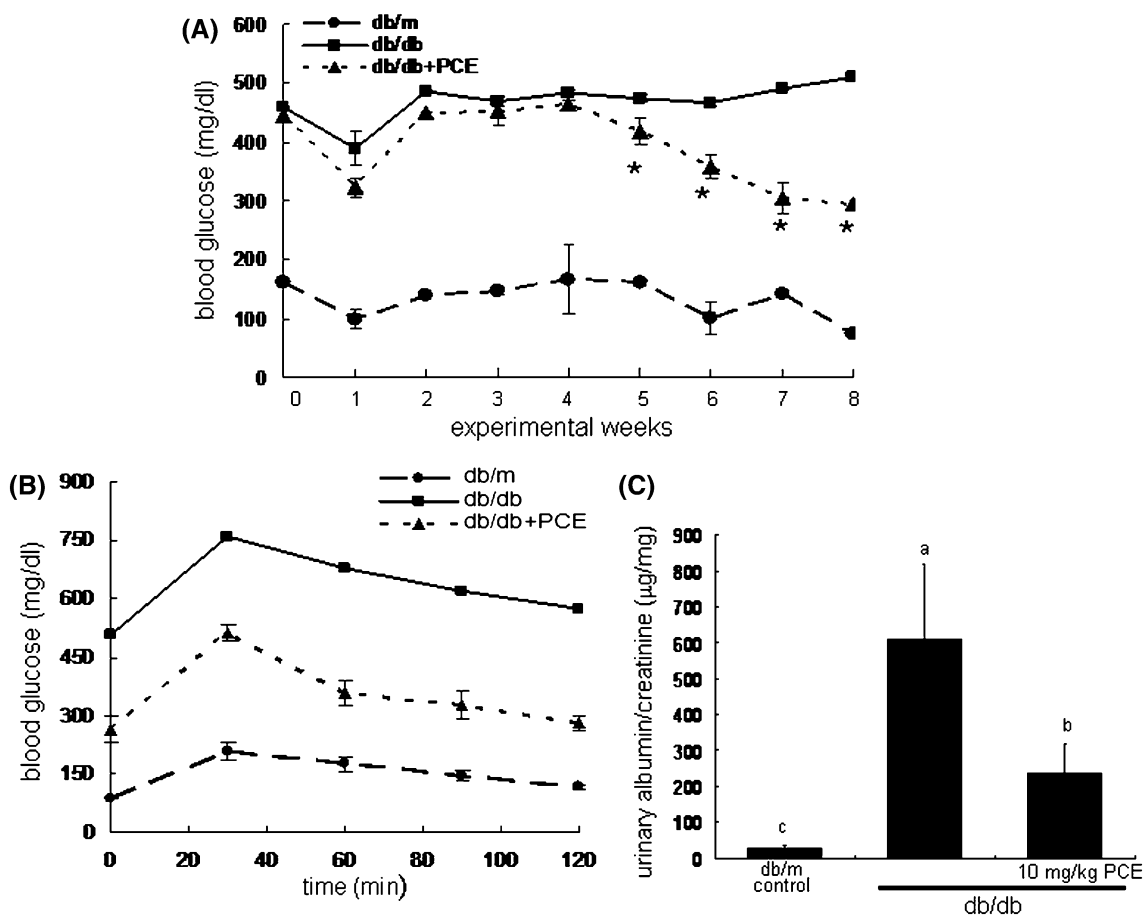 (A)
600
500
400
300
200
100
0
blood glucose (mg/dl)
db/m
db/db
db/db+PCE
*
*
*
*
0 1 2 3 4 5 6 7 8
experimental weeks
(B)
900
750
600
450
300
150
0
blood glucose (mg/dl)
db/m
db/db
db/db+PCE
0 20 40 60 80 100 120
time (min)
(C)
900
800
700
600
500
400
300
200
100
0
urinary albumin/creatinine (µg/mg)
a
b
c
db/m
control
10 mg/kg PCE
db/db